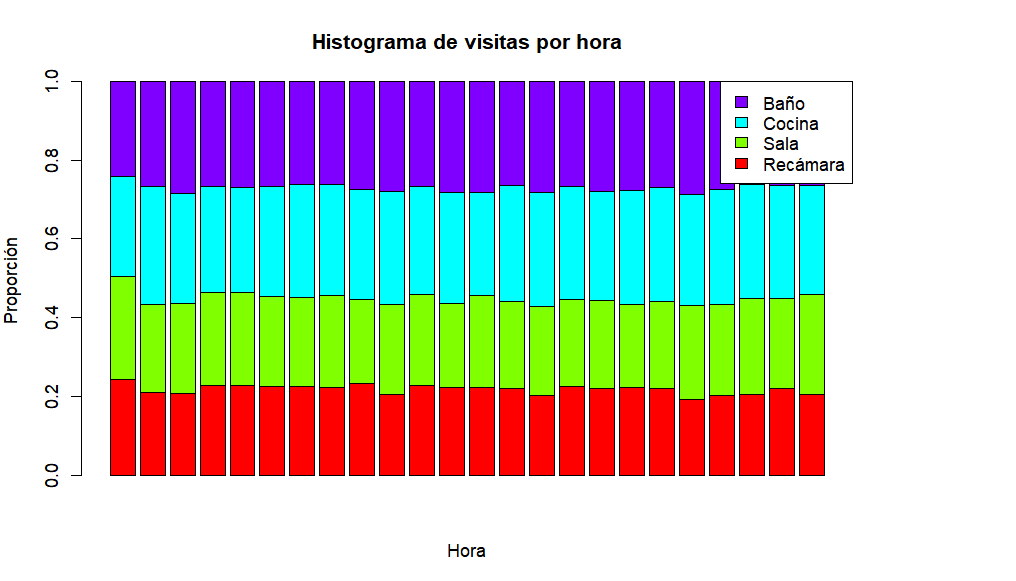 Histograma de visitas por hora
Proporción
1.0
0.8
0.6
0.4
0.2
0.0
Baño
Cocina
Sala
Recámara
Hora